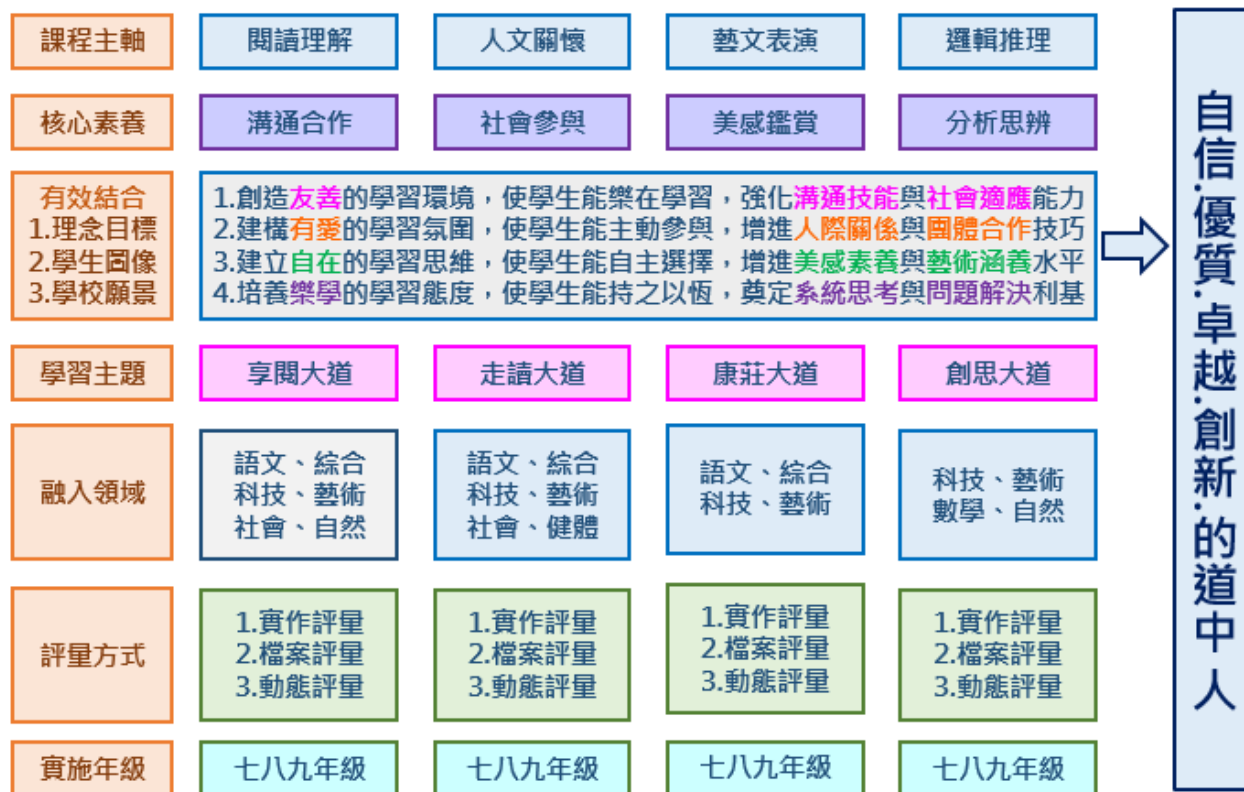 課程主軸 閱讀理解 人文關懷 藝文表演 邏輯推理
核心素養 溝通合作 社會參與 美感鑑賞 分析思辨
有效結合
1.理念目標
2.學生圖像
3.學校願景
1.創造友善的學習環境，使學生能樂在學習，強化溝通技能與社會適應能力
2.建構有愛的學習氛圍，使學生能主動參與，增進人際關係與團體合作技巧
3.建立自在的學習思維，使學生能自主選擇，增進美感素養與藝術涵養水平
4.培養樂學的學習態度，使學生能持之以恆，奠定系統思考與問題解決利基
學習主題 享閱大道 走讀大道 康莊大道 創思大道
融入領域
語文、綜合
科技、藝術
社會、自然
語文、綜合
科技、藝術
社會、健體
語文、綜合
科技、藝術
科技、藝術
數學、自然
評量方式
1.實作評量
2.檔案評量
3.動態評量
1.實作評量
2.檔案評量
3.動態評量
1.實作評量
2.檔案評量
3.動態評量
1.實作評量
2.檔案評量
3.動態評量
實施年級 七八九年級 七八九年級 七八九年級 七八九年級
自信.優質.卓越.創新.的道中人